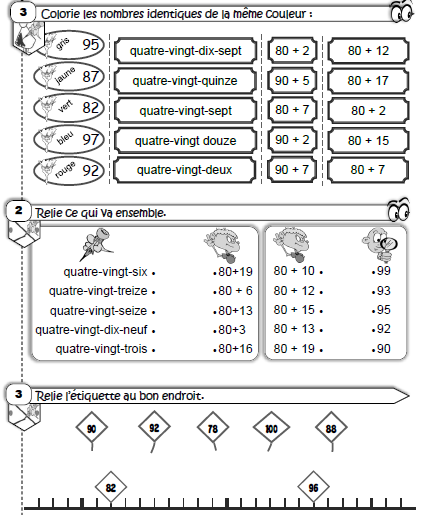 3 Colorie les nombres identiques de la même couleur :
gris 95 quatre-vingt-dix-sept 80 + 2 80 + 12
jaune 87 quatre-vingt-quinze 90 + 5 80 + 17
vert 82 quatre-vingt-sept 80 + 7 80 + 2
bleu 97 quatre-vingt douze 90 + 2 80 + 15
rouge 92 quatre-vingt-deux 90 + 7 80 + 7
2 Relie ce qui va ensemble.
quatre-vingt-six • •80+19 80 + 10 • •99
quatre-vingt-treize • •80 + 6 80 + 12 • •93
quatre-vingt-seize • •80+13 80 + 15 • •95
quatre-vingt-dix-neuf • •80+3 80 + 13 • •92
quatre-vingt-trois • •80+16 80 + 19 • •90
3 Relie l'étiquette au bon endroit.
90 92 78 100 88
82 96